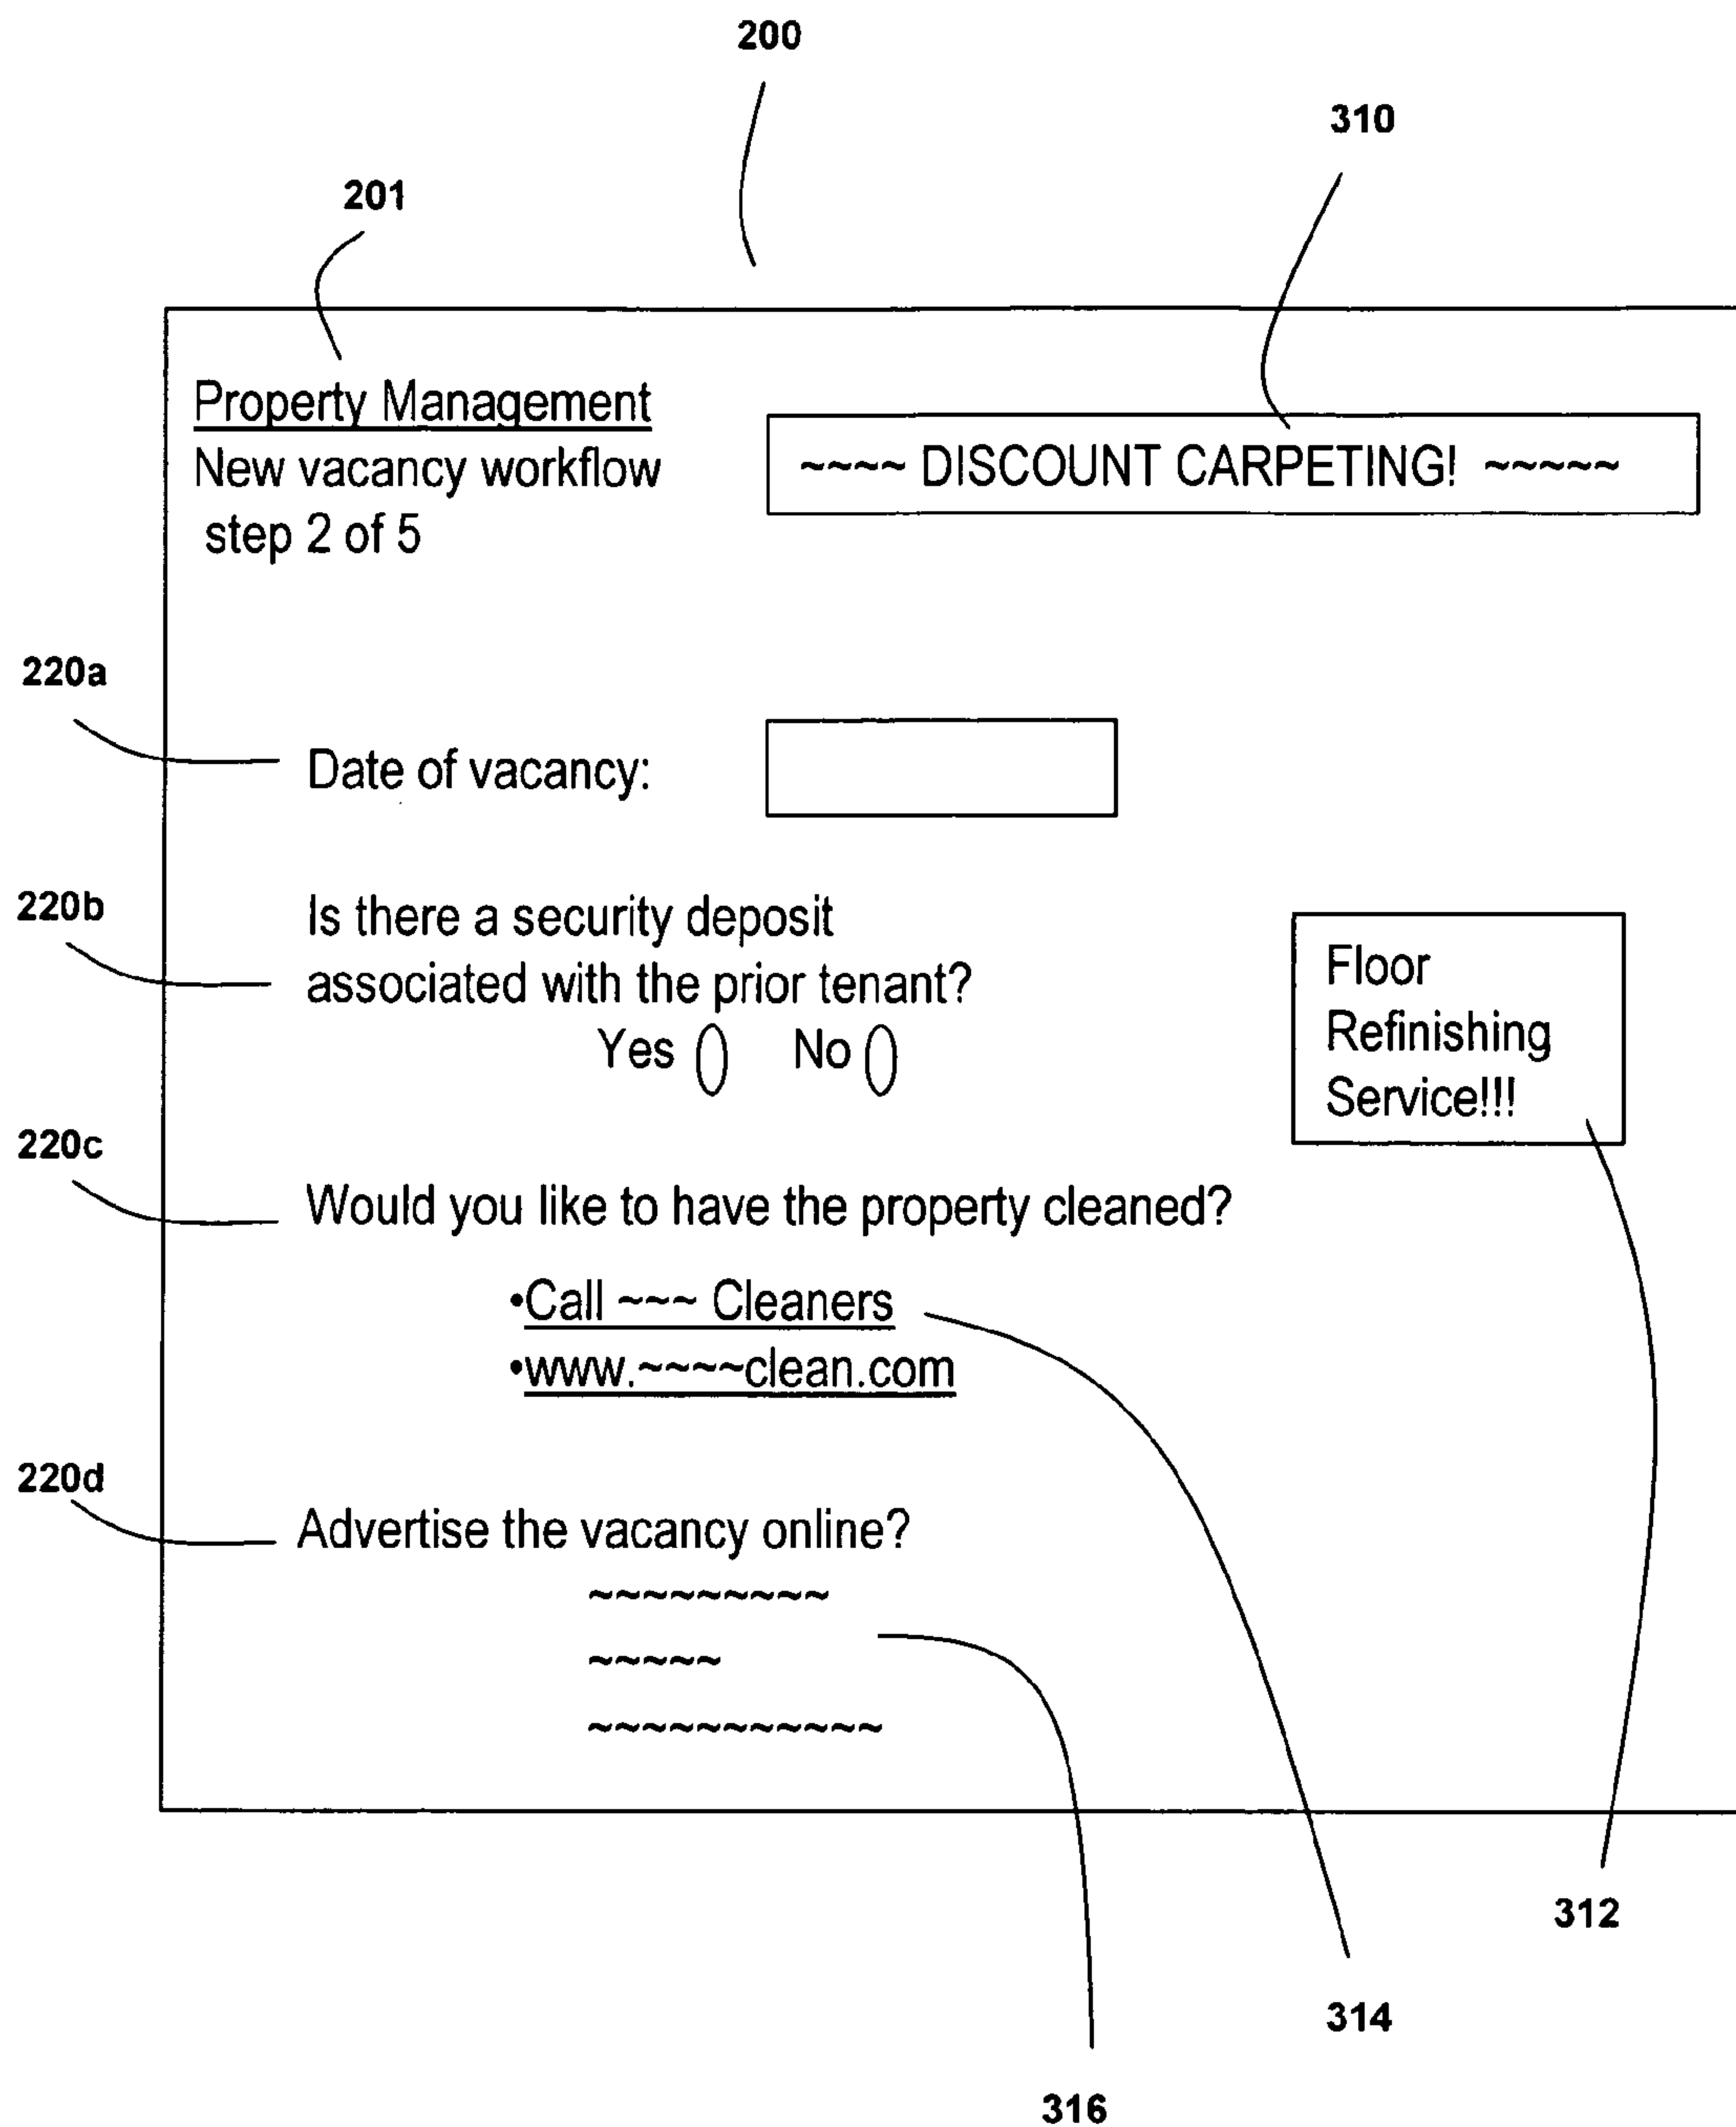 200
310
201
Property Management
New vacancy workflow
step 2 of 5
~~~~ DISCOUNT CARPETING! ~~~~~
220a
Date of vacancy:
220b
Is there a security deposit
associated with the prior tenant?
Yes No
Floor
Refinishing
Service!!!
220c
Would you like to have the property cleaned?
•Call ~~~ Cleaners
•www.~~~~clean.com
220d
Advertise the vacancy online?
~~~~~~~~~
~~~~~
~~~~~~~~~~~
312
314
316